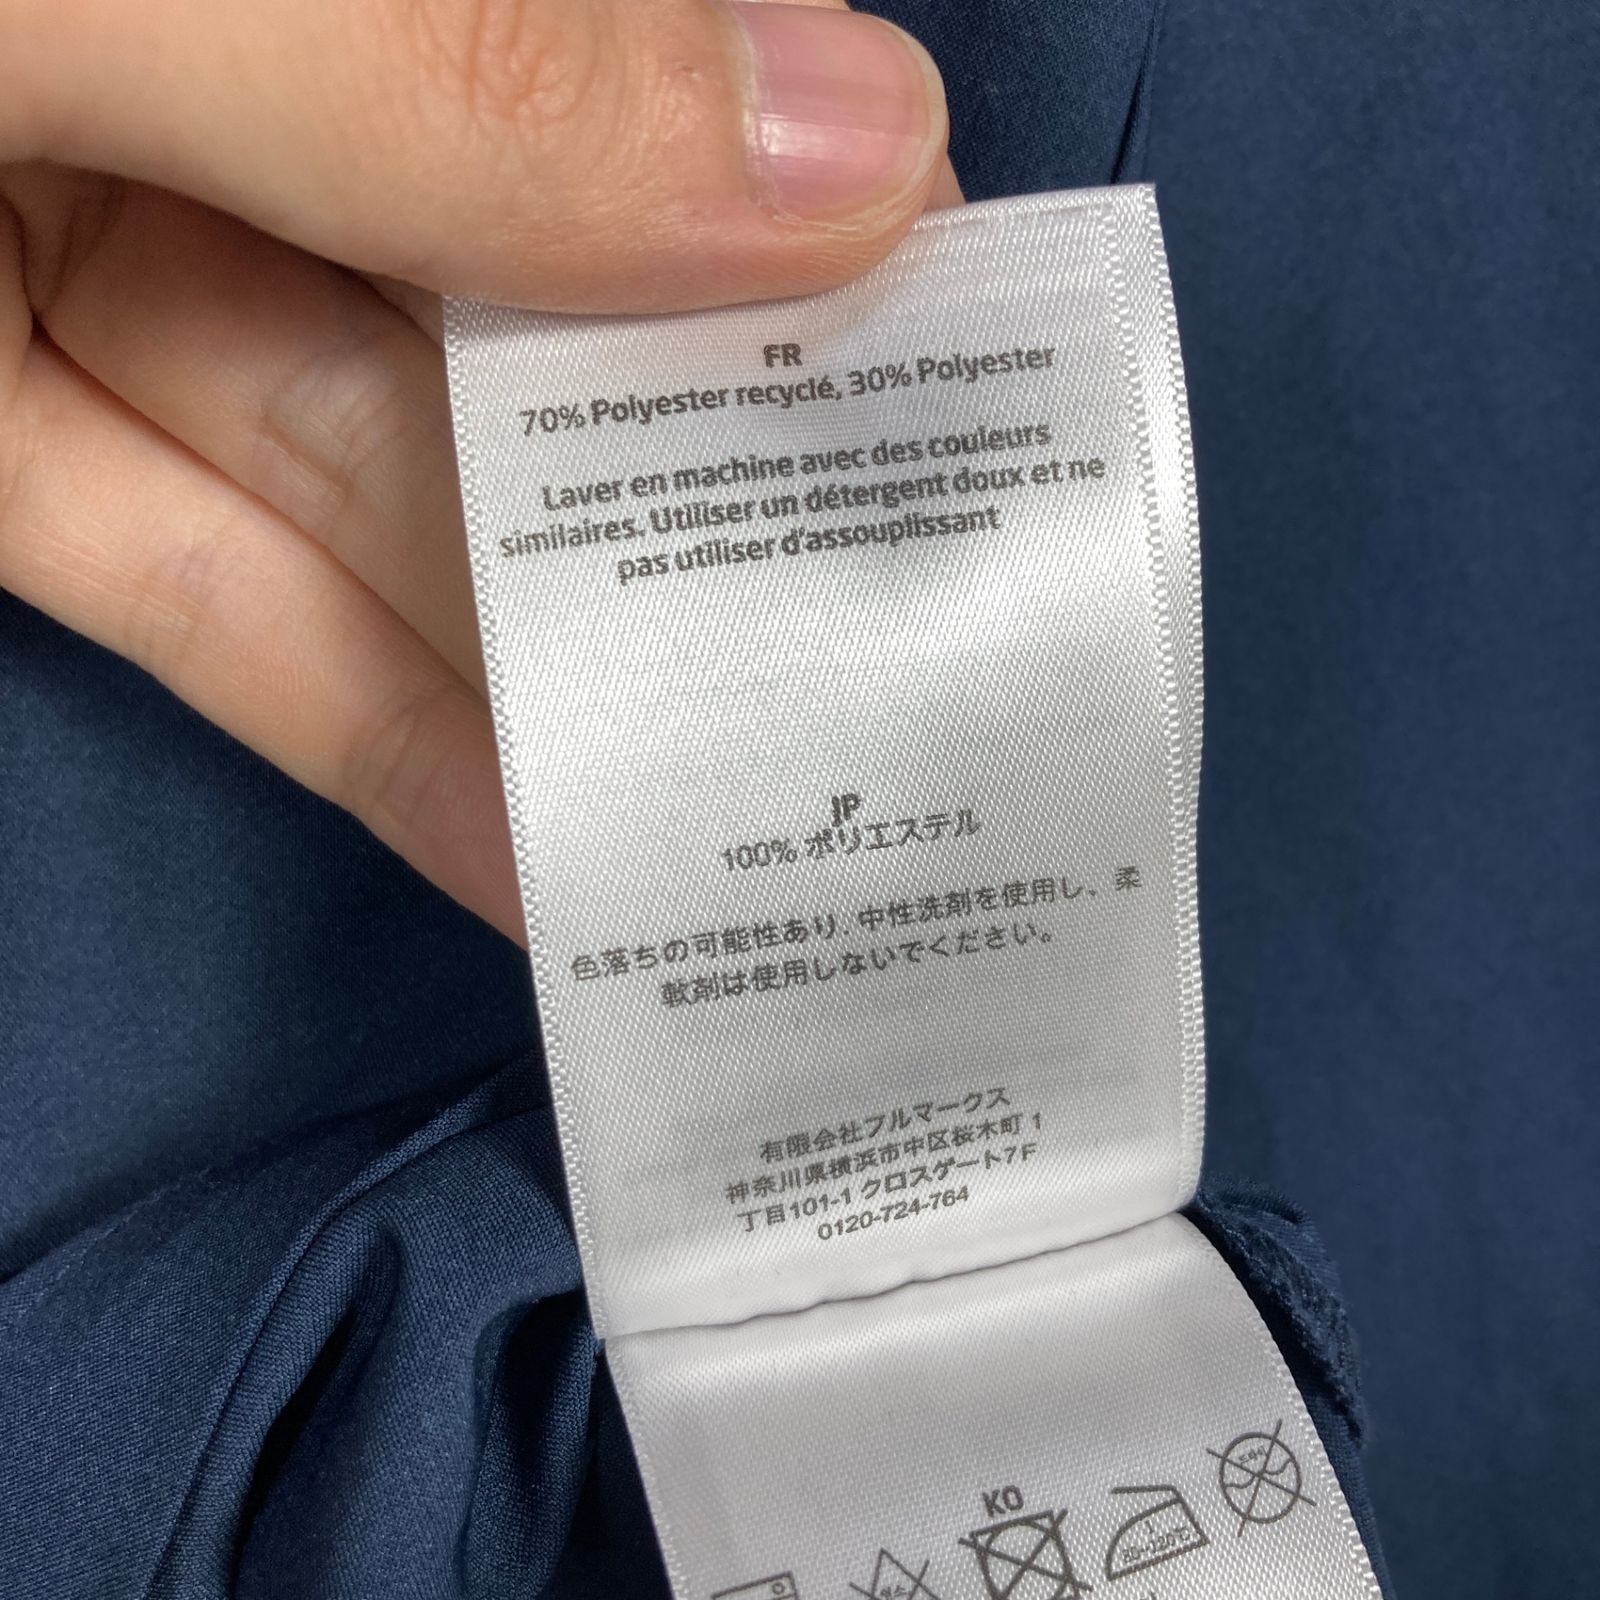 FR
70% Polyester recyclé, 30% Polyester
Laver en machine avec des couleurs
similaires. Utiliser un détergent doux et ne
pas utiliser d'assouplissant
JP
100% ポリエステル
色落ちの可能性あり. 中性洗剤を使用し、柔
軟剤は使用しないでください。
有限会社フルマークス
神奈川県横浜市中区桜木町 1
丁目101-1 クロスゲート7F
0120-724-764
KO
80~120℃